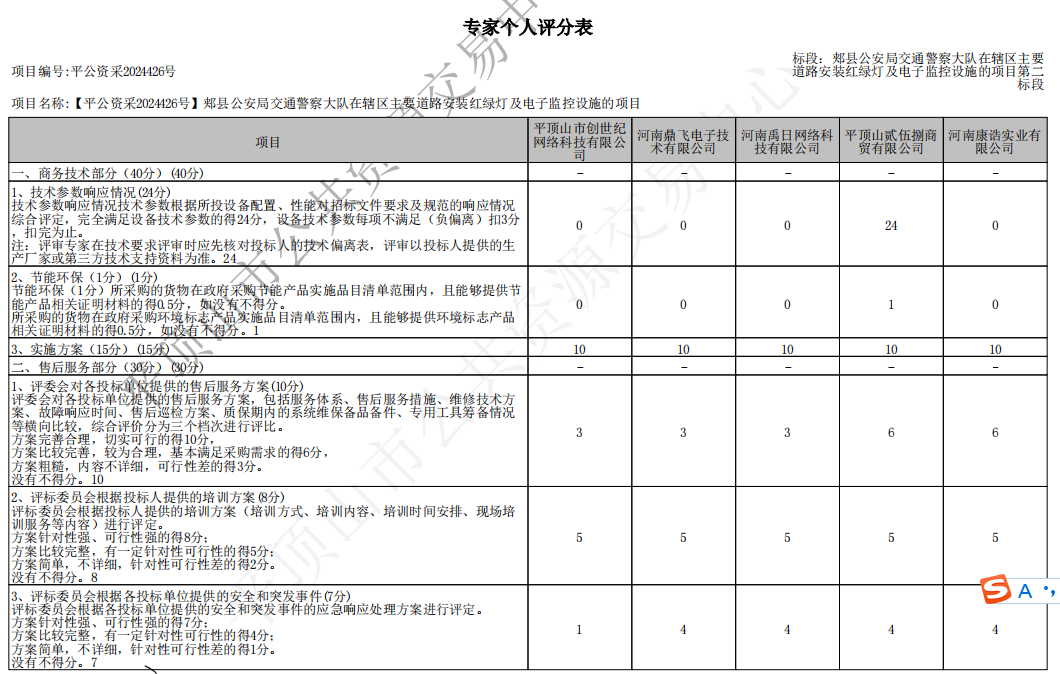 专家个人评分表
标段：郏县公安局交通警察大队在辖区主要
道路安装红绿灯及电子监控设施的项目第二
标段
项目编号:平公资采2024426号
项目名称:【平公资采2024426号】郏县公安局交通警察大队在辖区主要道路安装红绿灯及电子监控设施的项目
项目
平顶山市创世纪
网络科技有限公
司
河南鼎飞电子技
术有限公司
河南禹日网络科
技有限公司
平顶山贰伍捌商
贸有限公司
河南康浩实业有
限公司
一、商务技术部分（40分）(40分)
－ － － － －
1、技术参数响应情况(24分)
技术参数响应情况技术参数根据所投设备配置、性能对招标文件要求及规范的响应情况
综合评定，完全满足设备技术参数的得24分，设备技术参数每项不满足（负偏离）扣3分
，扣完为止。
注：评审专家在技术要求评审时应先核对投标人的技术偏离表，评审以投标人提供的生
产厂家或第三方技术支持资料为准。24
0 0 0 24 0
2、节能环保（1分）(1分)
节能环保（1分）所采购的货物在政府采购节能产品实施品目清单范围内，且能够提供节
能产品相关证明材料的得0.5分，如没有不得分。
所采购的货物在政府采购环境标志产品实施品目清单范围内，且能够提供环境标志产品
相关证明材料的得0.5分，如没有不得分。1
0 0 0 1 0
3、实施方案（15分）(15分)
10 10 10 10 10
二、售后服务部分（30分）(30分)
－ － － － －
1、评委会对各投标单位提供的售后服务方案(10分)
评委会对各投标单位提供的售后服务方案，包括服务体系、售后服务措施、维修技术方
案、故障响应时间、售后巡检方案、质保期内的系统维保备品备件、专用工具筹备情况
等横向比较，综合评价分为三个档次进行评比。
方案完善合理，切实可行的得10分，
方案比较完善，较为合理，基本满足采购需求的得6分，
方案粗糙，内容不详细，可行性差的得3分。
没有不得分。10
3 3 3 6 6
2、评标委员会根据投标人提供的培训方案(8分)
评标委员会根据投标人提供的培训方案（培训方式、培训内容、培训时间安排、现场培
训服务等内容）进行评定。
方案针对性强、可行性强的得8分；
方案比较完整，有一定针对性可行性的得5分；
方案简单，不详细，针对性可行性差的得2分。
没有不得分。8
5 5 5 5 5
3、评标委员会根据各投标单位提供的安全和突发事件(7分)
评标委员会根据各投标单位提供的安全和突发事件的应急响应处理方案进行评定。
方案针对性强、可行性强的得7分；
方案比较完整，有一定针对性可行性的得4分；
方案简单，不详细，针对性可行性差的得1分。
没有不得分。7
1 4 4 4 4
平顶山市公共资源交易中
平顶山市公共资源交易中心
S A